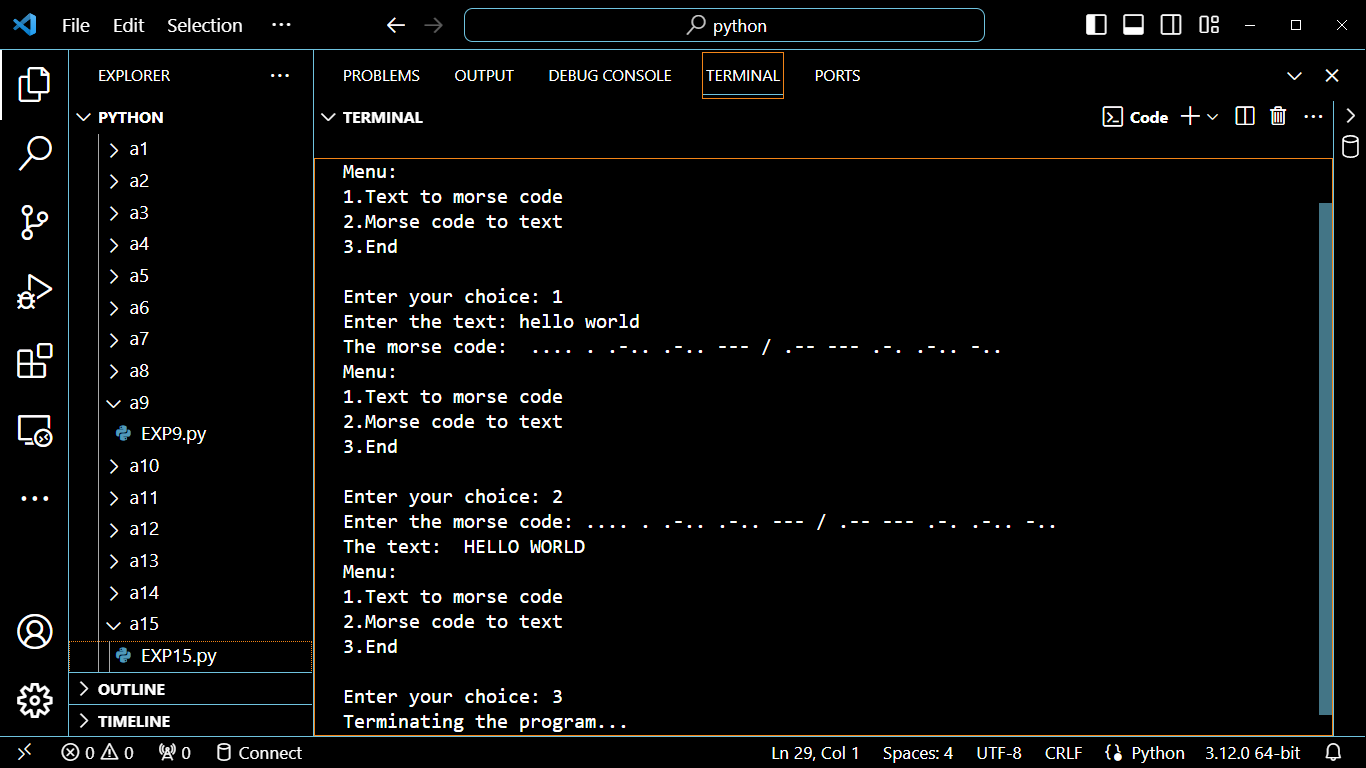 File Edit Selection ···
python
EXPLORER ···
PYTHON
a1
a2
a3
a4
a5
a6
a7
a8
a9
EXP9.py
a10
a11
a12
a13
a14
a15
EXP15.py
OUTLINE
TIMELINE
PROBLEMS OUTPUT DEBUG CONSOLE TERMINAL PORTS
TERMINAL
Code
Menu:
1.Text to morse code
2.Morse code to text
3.End
Enter your choice: 1
Enter the text: hello world
The morse code:  .... . .-.. .-.. --- / .-- --- .-. .-.. -..
Menu:
1.Text to morse code
2.Morse code to text
3.End
Enter your choice: 2
Enter the morse code: .... . .-.. .-.. --- / .-- --- .-. .-.. -..
The text:  HELLO WORLD
Menu:
1.Text to morse code
2.Morse code to text
3.End
Enter your choice: 3
Terminating the program...
0 0 0 Connect Ln 29, Col 1 Spaces: 4 UTF-8 CRLF Python 3.12.0 64-bit